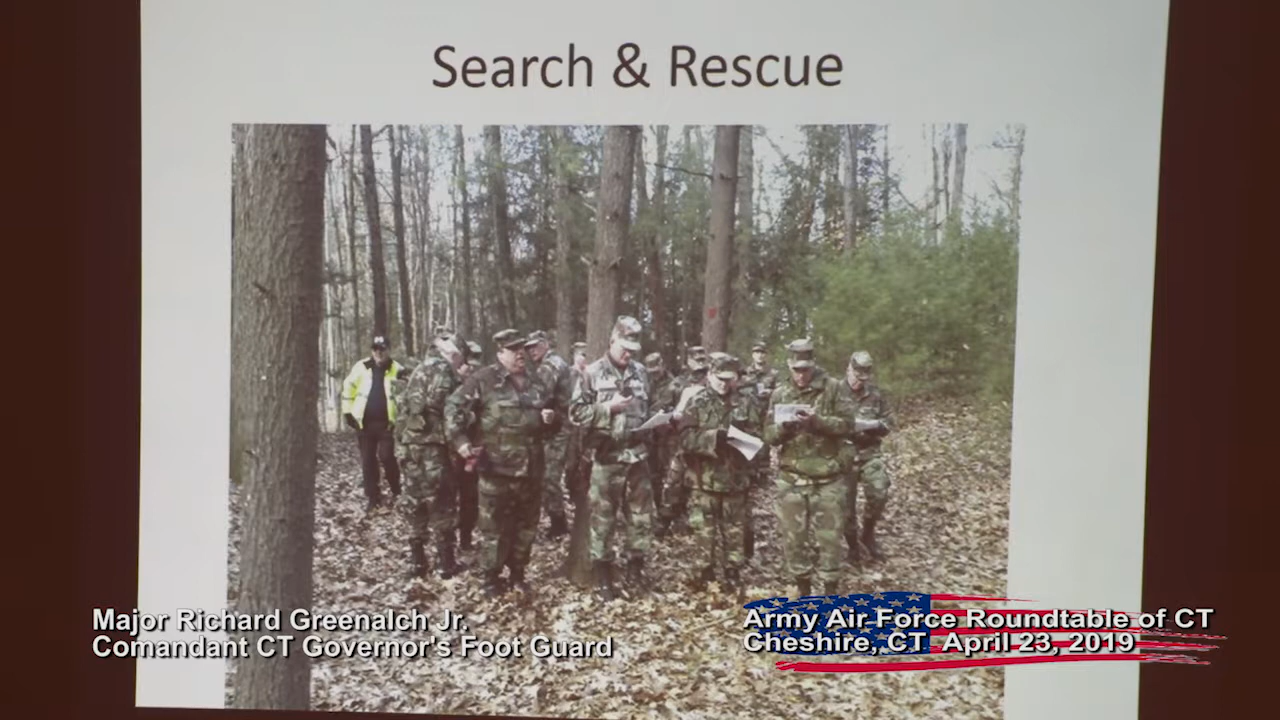 Search & Rescue
Major Richard Greenalch Jr.
Comandant CT Governor's Foot Guard
Army Air Force Roundtable of CT
Cheshire, CT April 23, 2019